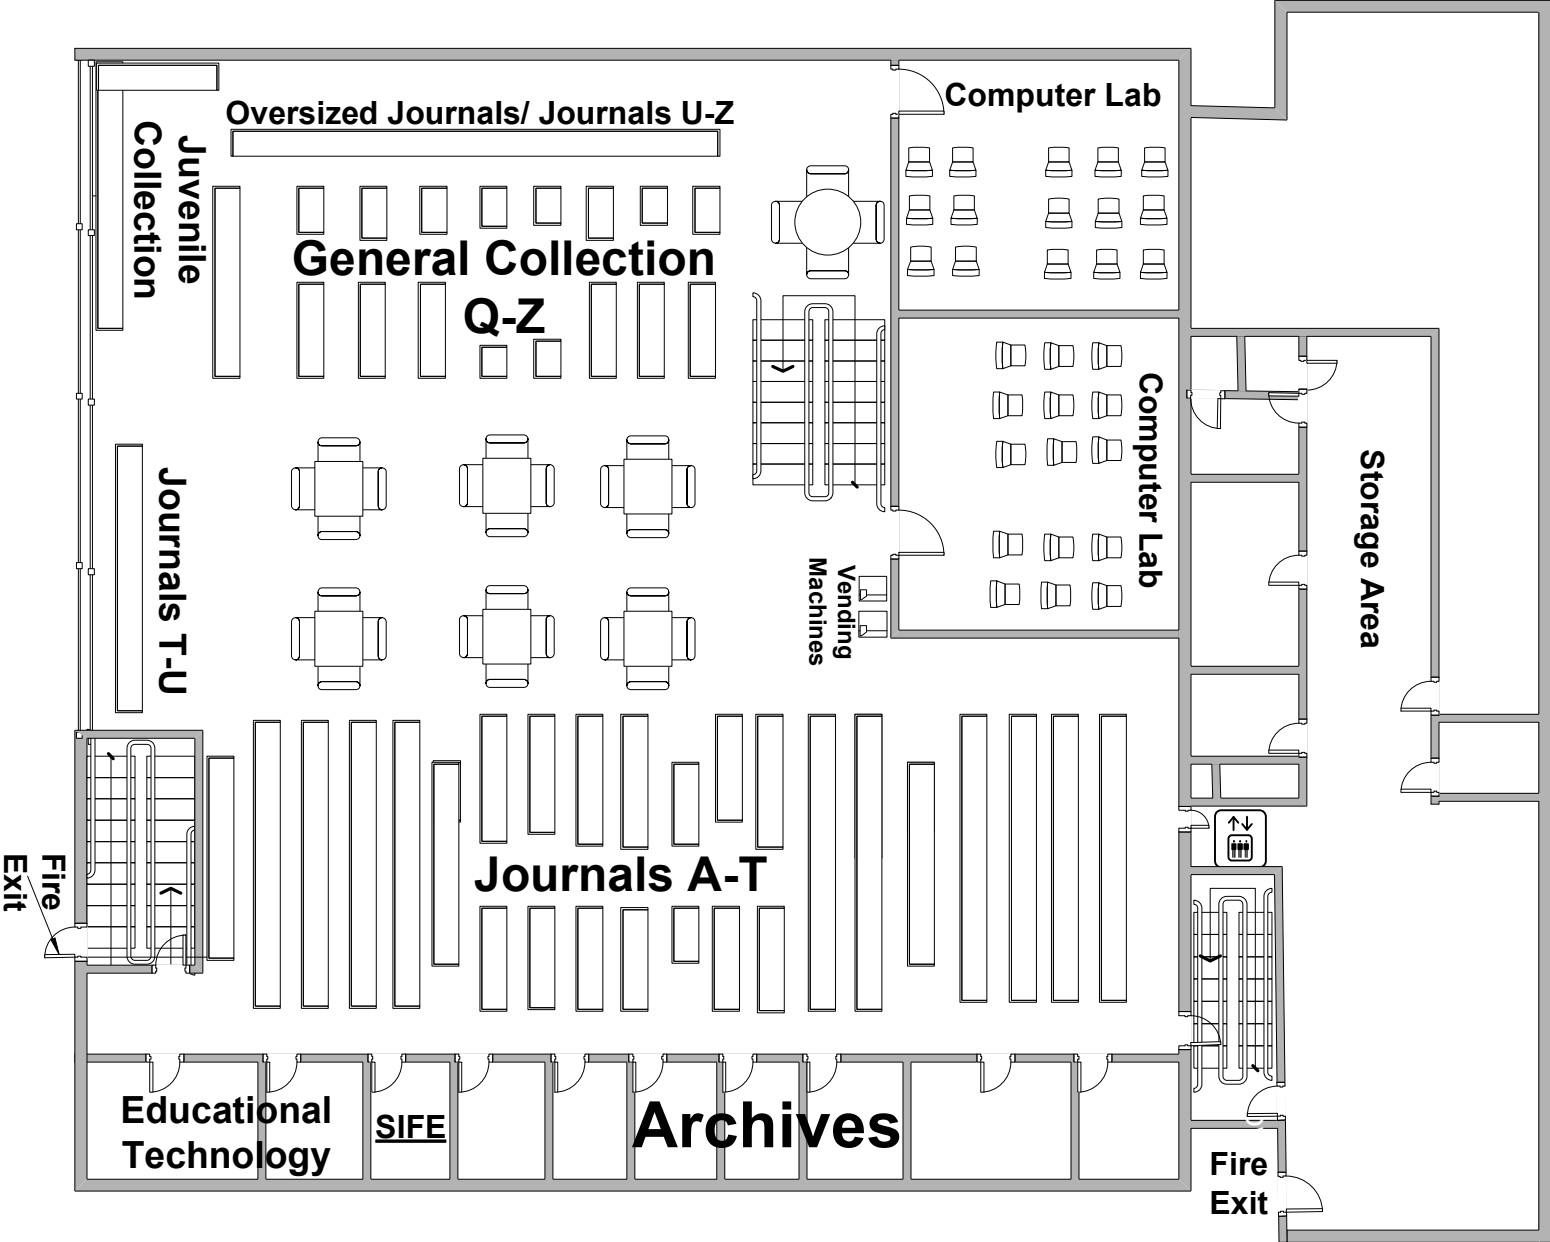 Computer Lab
Oversized Journals/ Journals U-Z
Juvenile
Collection
General Collection
Q-Z
Computer Lab
Storage Area
Journals T-U
Vending
Machines
Journals A-T
Fire
Exit
Educational
Technology
SIFE
Archives
Fire
Exit